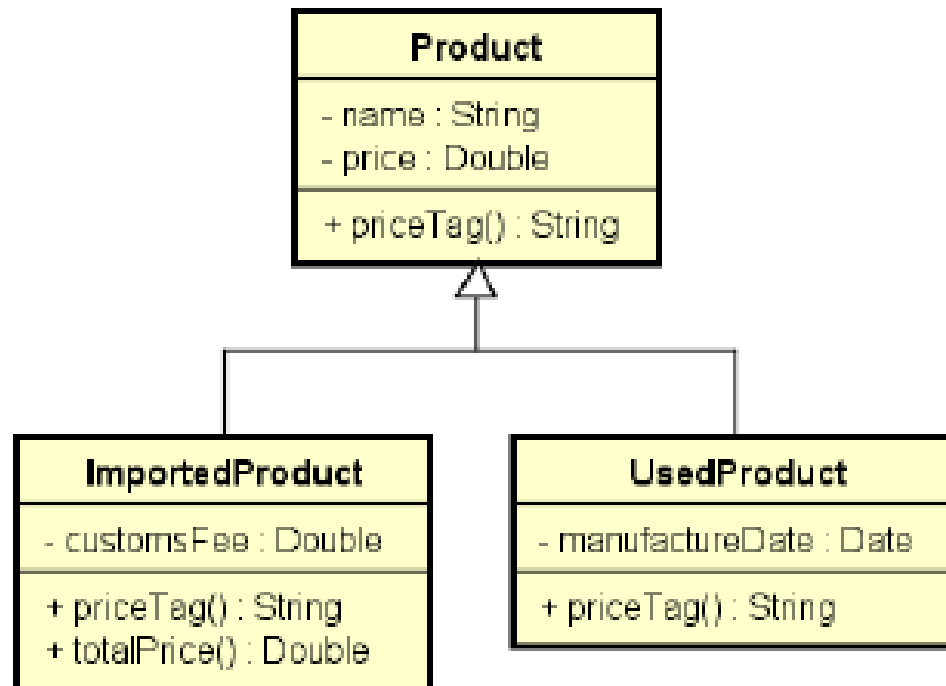 Product
- name : String
- price : Double
+ priceTag() : String
ImportedProduct
- customsFee : Double
+ priceTag() : String
+ totalPrice() : Double
UsedProduct
- manufactureDate : Date
+ priceTag() : String